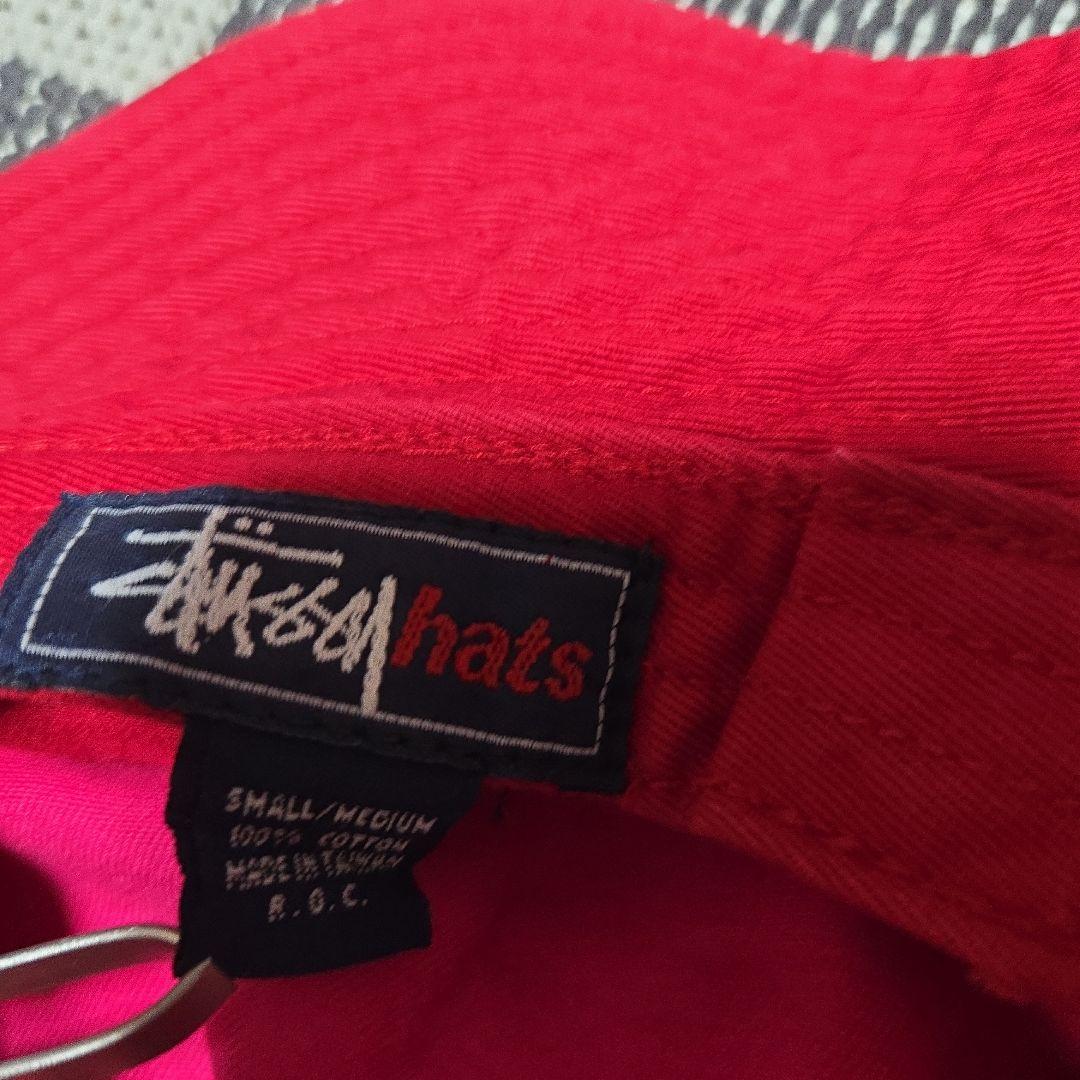 Stüssy hats
SMALL/MEDIUM
100% COTTON
MADE IN TAIWAN
R.O.C.